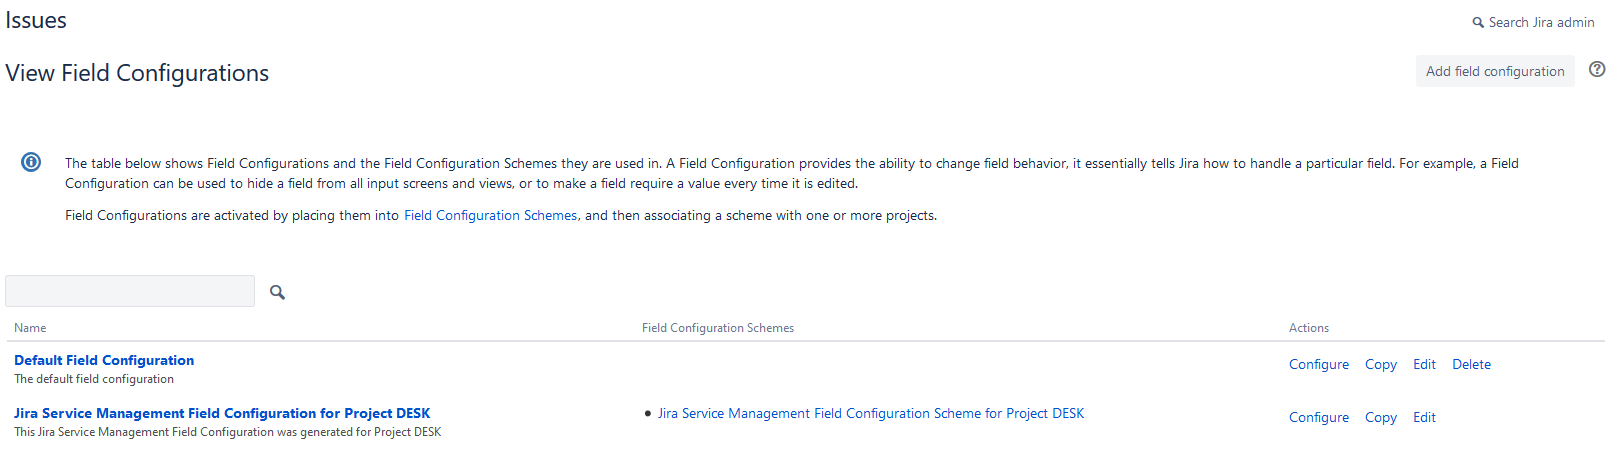 Issues
Search Jira admin
View Field Configurations
Add field configuration
The table below shows Field Configurations and the Field Configuration Schemes they are used in. A Field Configuration provides the ability to change field behavior, it essentially tells Jira how to handle a particular field. For example, a Field
Configuration can be used to hide a field from all input screens and views, or to make a field require a value every time it is edited.
Field Configurations are activated by placing them into Field Configuration Schemes, and then associating a scheme with one or more projects.
Name Field Configuration Schemes Actions
Default Field Configuration
The default field configuration
Configure Copy Edit Delete
Jira Service Management Field Configuration for Project DESK
This Jira Service Management Field Configuration was generated for Project DESK
• Jira Service Management Field Configuration Scheme for Project DESK
Configure Copy Edit